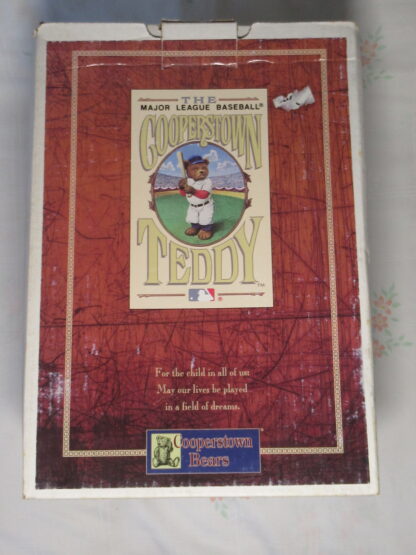 THE
MAJOR LEAGUE BASEBALL®
COOPERSTOWN
TEDDY
TM
®
For the child in all of us:
May our lives be played
in a field of dreams.
Cooperstown
Bears